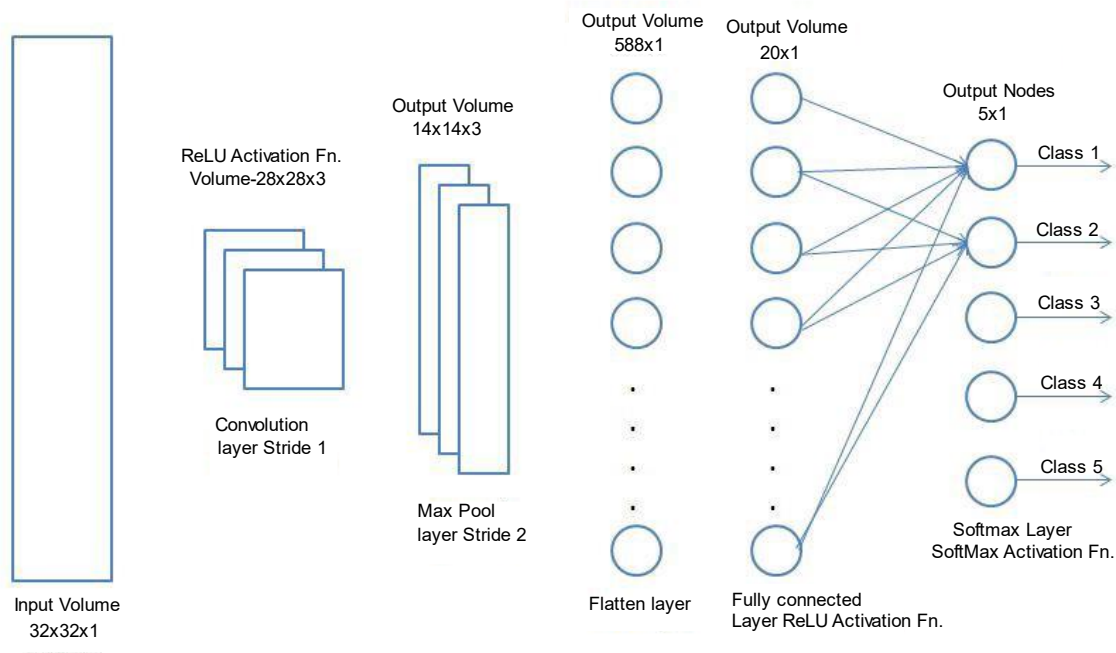 Input Volume
32x32x1
ReLU Activation Fn.
Volume-28x28x3
Convolution
layer Stride 1
Output Volume
14x14x3
Max Pool
layer Stride 2
Output Volume
588x1
Flatten layer
Output Volume
20x1
Fully connected
Layer ReLU Activation Fn.
Output Nodes
5x1
Class 1
Class 2
Class 3
Class 4
Class 5
Softmax Layer
SoftMax Activation Fn.